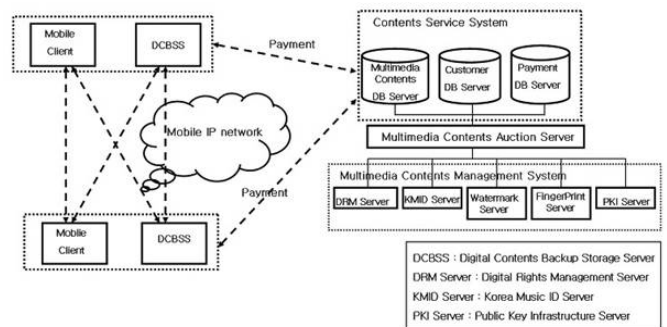 Mobile
Client
DCBSS
Payment
Contents Service System
Multimedia
Contents
DB Server
Customer
DB Server
Payment
DB Server
Mobile IP network
Multimedia Contents Auction Server
Payment
Multimedia Contents Management System
DRM Server
KMID Server
Watermark
Server
FingerPrint
Server
PKI Server
Mobile
Client
DCBSS
DCBSS : Digital Contents Backup Storage Server
DRM Server : Digital Rights Management Server
KMID Server : Korea Music ID Server
PKI Server : Public Key Infrastructure Server